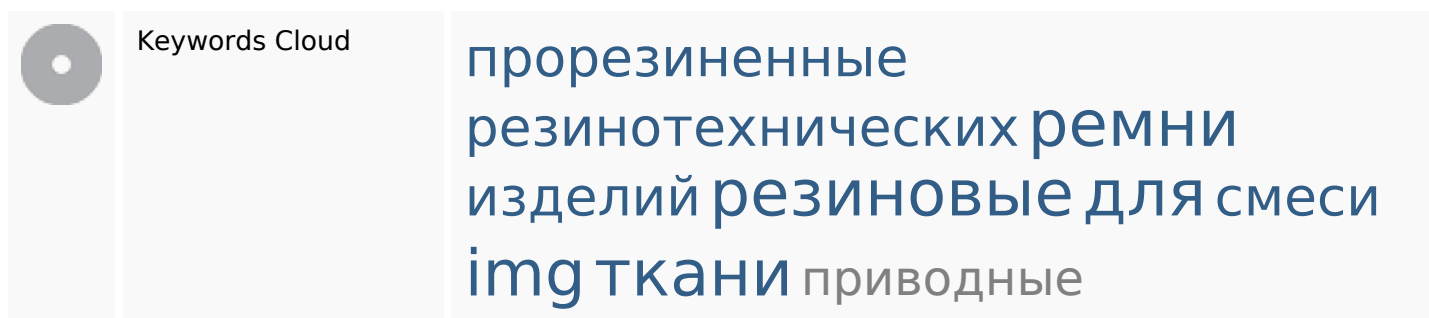 Keywords Cloud
прорезиненные
резинотехнических ремни
изделий резиновые для смеси
img ткани приводные